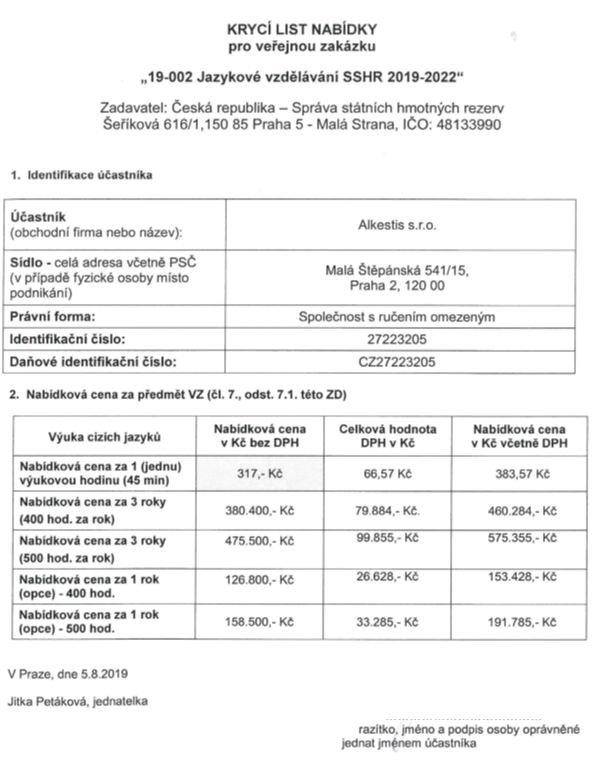 KRYCÍ LIST NABÍDKY
pro veřejnou zakázku
„19-002 Jazykové vzdělávání SSHR 2019-2022“
Zadavatel: Česká republika – Správa státních hmotných rezerv
Šeříková 616/1,150 85 Praha 5 - Malá Strana, IČO: 48133990
1. Identifikace účastníka
Účastník
(obchodní firma nebo název):
Alkestis s.r.o.
Sídlo - celá adresa včetně PSČ
(v případě fyzické osoby místo
podnikání)
Malá Štěpánská 541/15,
Praha 2, 120 00
Právní forma:
Společnost s ručením omezeným
Identifikační číslo:
27223205
Daňové identifikační číslo:
CZ27223205
2. Nabídková cena za předmět VZ (čl. 7., odst. 7.1. této ZD)
Výuka cizích jazyků
Nabídková cena
v Kč bez DPH
Celková hodnota
DPH v Kč
Nabídková cena
v Kč včetně DPH
Nabídková cena za 1 (jednu)
výukovou hodinu (45 min)
317,- Kč
66,57 Kč
383,57 Kč
Nabídková cena za 3 roky
(400 hod. za rok)
380.400,- Kč
79.884,- Kč.
460.284,- Kč
Nabídková cena za 3 roky
(500 hod. za rok)
475.500,- Kč
99.855,- Kč
575.355,- Kč
Nabídková cena za 1 rok
(opce) - 400 hod.
126.800,- Kč
26.628,- Kč
153.428,- Kč
Nabídková cena za 1 rok
(opce) - 500 hod.
158.500,- Kč
33.285,- Kč
191.785,- Kč
V Praze, dne 5.8.2019
Jitka Petáková, jednatelka
razítko, jméno a podpis osoby oprávněné
jednat jménem účastníka